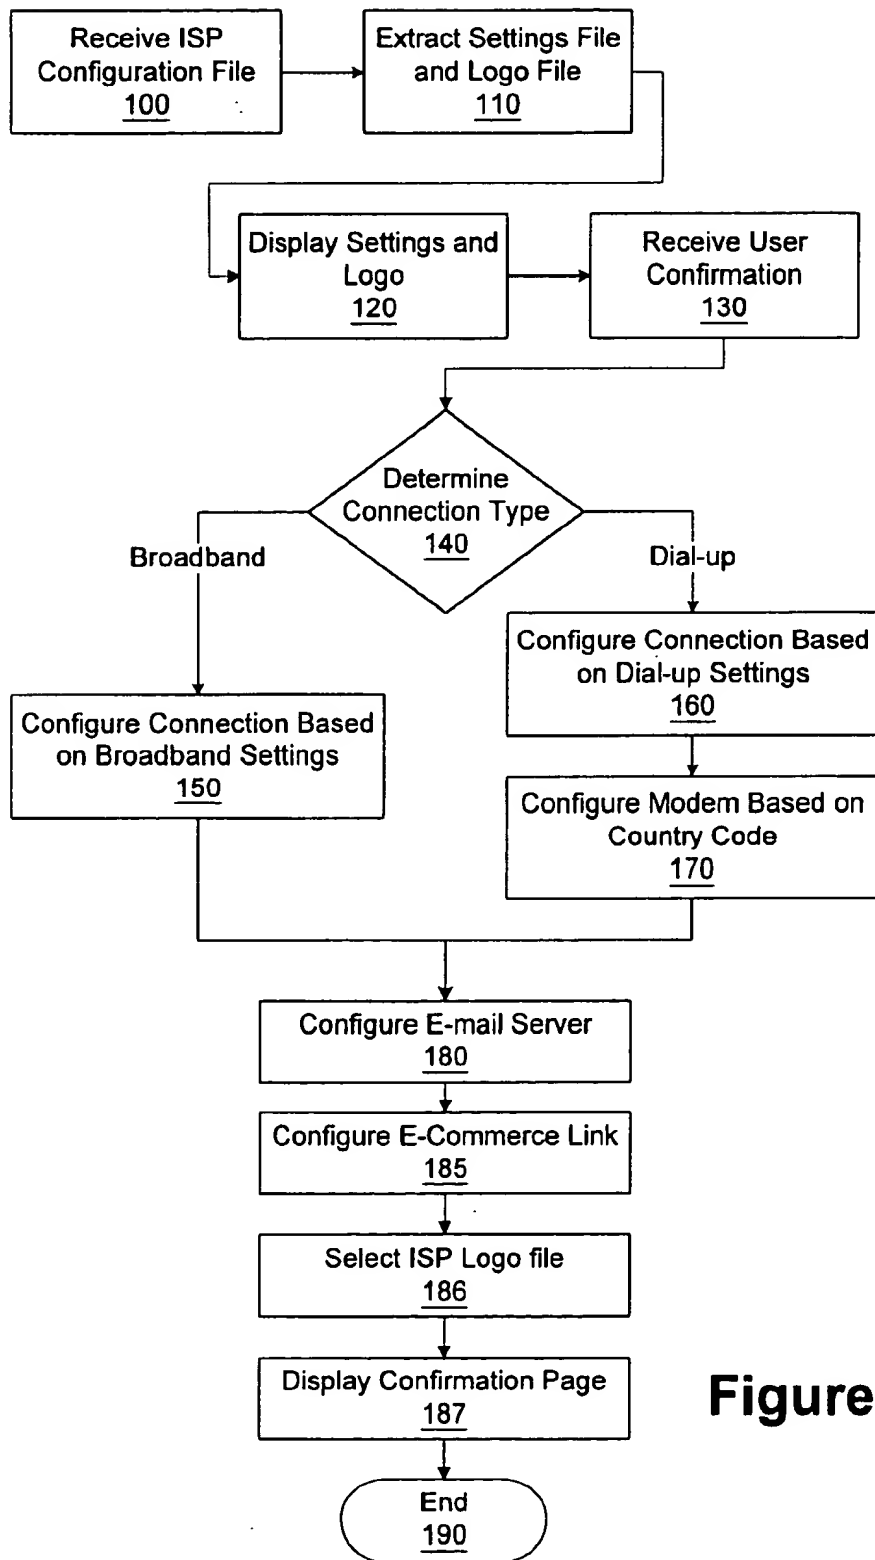 Receive ISP
Configuration File
100
Extract Settings File
and Logo File
110
Display Settings and
Logo
120
Receive User
Confirmation
130
Determine
Connection Type
140
Broadband
Dial-up
Configure Connection Based
on Dial-up Settings
160
Configure Connection Based
on Broadband Settings
150
Configure Modem Based on
Country Code
170
Configure E-mail Server
180
Configure E-Commerce Link
185
Select ISP Logo file
186
Display Confirmation Page
187
Figure
End
190